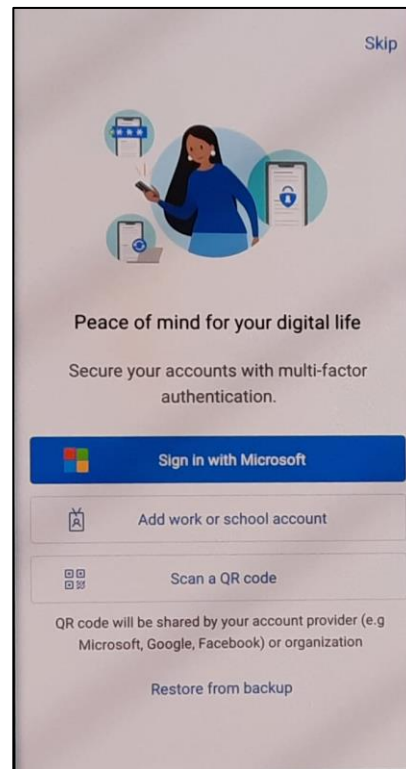 Skip
Peace of mind for your digital life
Secure your accounts with multi-factor
authentication.
Sign in with Microsoft
Add work or school account
Scan a QR code
QR code will be shared by your account provider (e.g
Microsoft, Google, Facebook) or organization
Restore from backup